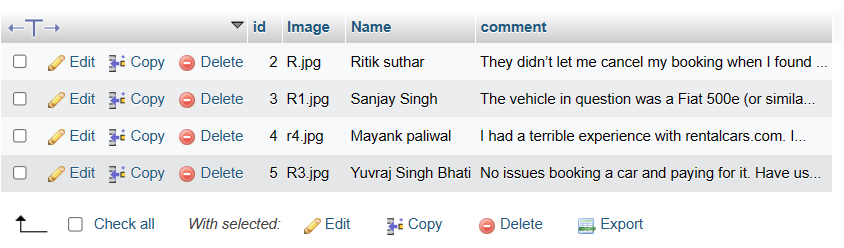 id Image Name comment
Edit Copy Delete 2 R.jpg Ritik suthar They didn’t let me cancel my booking when I found ...
Edit Copy Delete 3 R1.jpg Sanjay Singh The vehicle in question was a Fiat 500e (or simila...
Edit Copy Delete 4 r4.jpg Mayank paliwal I had a terrible experience with rentalcars.com. I...
Edit Copy Delete 5 R3.jpg Yuvraj Singh Bhati No issues booking a car and paying for it. Have us...
Check all With selected: Edit Copy Delete Export